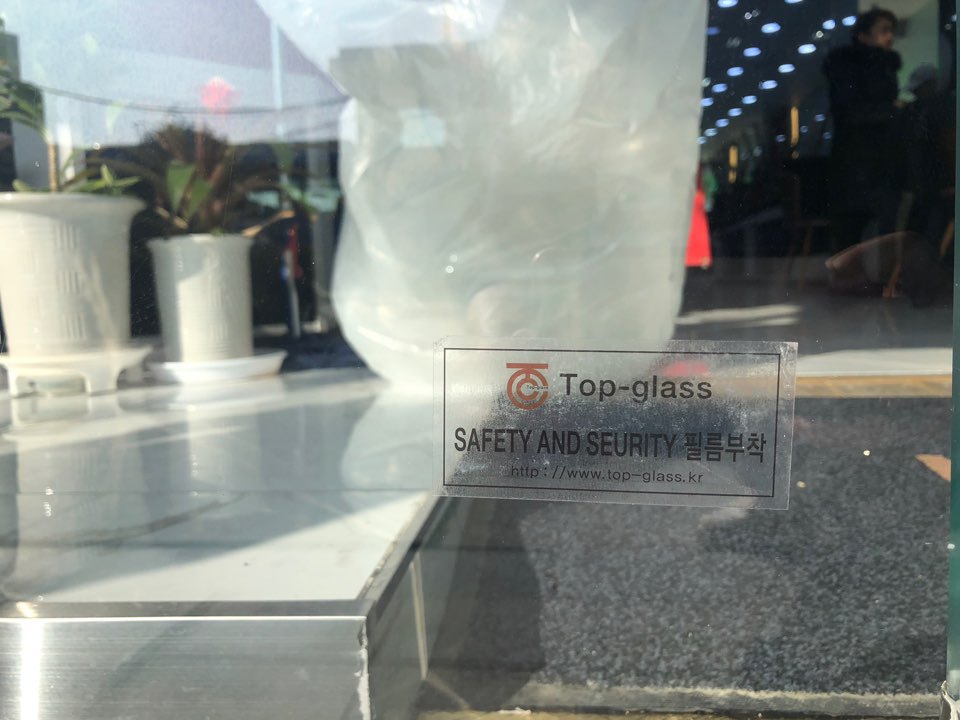 Top-glass
SAFETY AND SEURITY 필름부착
http://www.top-glass.kr